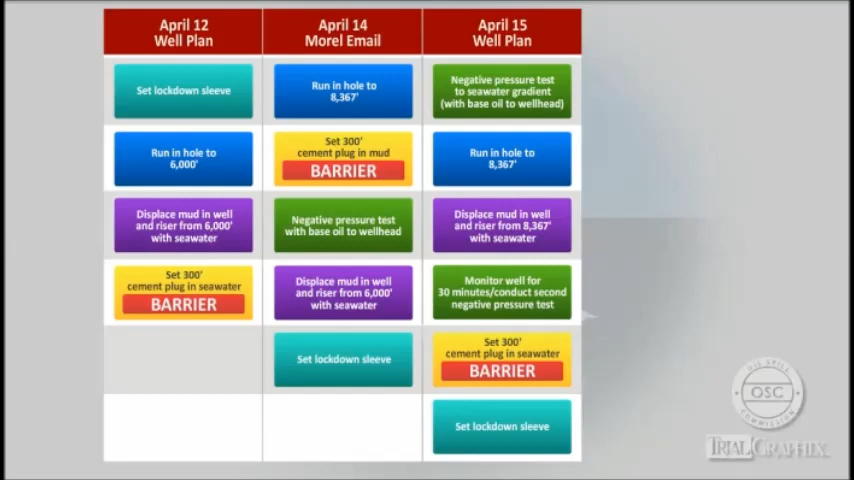 April 12
Well Plan
April 14
Morel Email
April 15
Well Plan
Set lockdown sleeve
Run in hole to
8,367'
Negative pressure test
to seawater gradient
(with base oil to wellhead)
Run in hole to
6,000'
Set 300'
cement plug in mud
BARRIER
Run in hole to
8,367'
Displace mud in well
and riser from 6,000'
with seawater
Negative pressure test
with base oil to wellhead
Displace mud in well
and riser from 8,367'
with seawater
Set 300'
cement plug in seawater
BARRIER
Displace mud in well
and riser from 6,000'
with seawater
Monitor well for
30 minutes/conduct second
negative pressure test
Set lockdown sleeve
Set 300'
cement plug in seawater
BARRIER
Set lockdown sleeve
OIL SPILL
OSC
COMMISSION
TRIALGRAPHIX